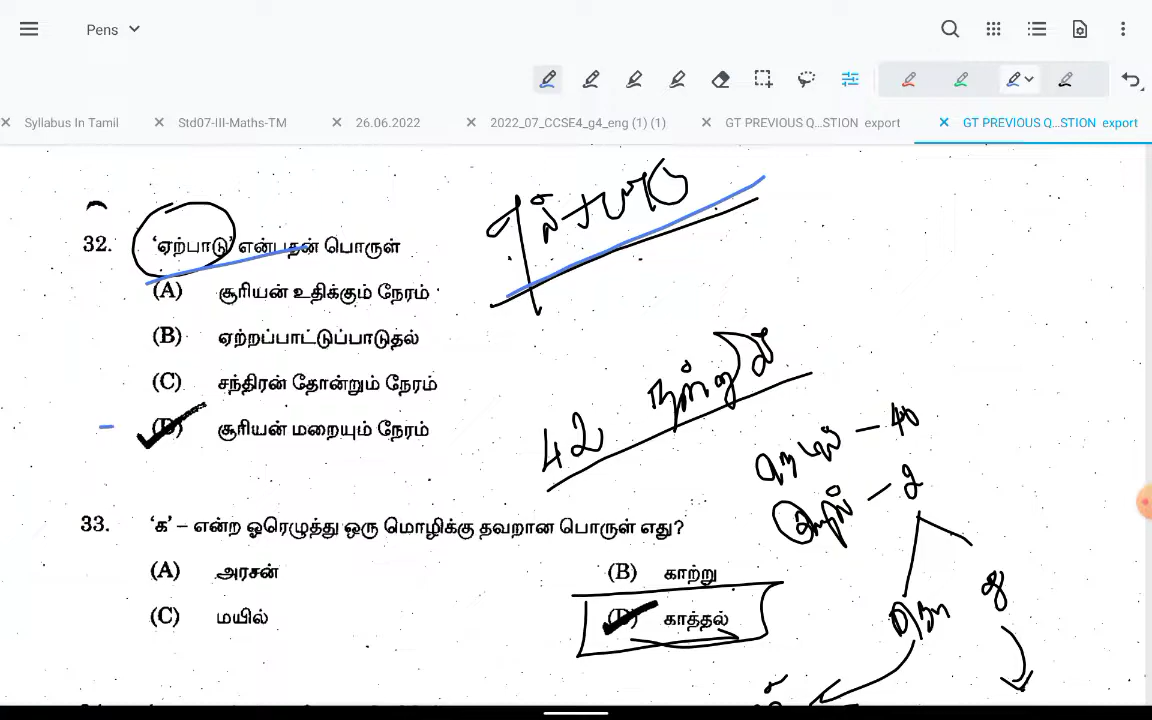 Pens
Syllabus In Tamil
Std07-III-Maths-TM
26.06.2022
2022_07_CCSE4_g4_eng (1) (1)
GT PREVIOUS Q...STION export
GT PREVIOUS Q...STION export
32. 'ஏற்பாடு' என்பதன் பொருள்
(A) சூரியன் உதிக்கும் நேரம்
(B) ஏற்றப்பாட்டுப்பாடுதல்
(C) சந்திரன் தோன்றும் நேரம்
(D) சூரியன் மறையும் நேரம்
42 நன்னூல்
நெடில் – 40
குறில் – 2
33. 'க' – என்ற ஓரெழுத்து ஒரு மொழிக்கு தவறான பொருள் எது?
(A) அரசன்
(B) காற்று
(C) மயில்
(D) காத்தல்
நொ